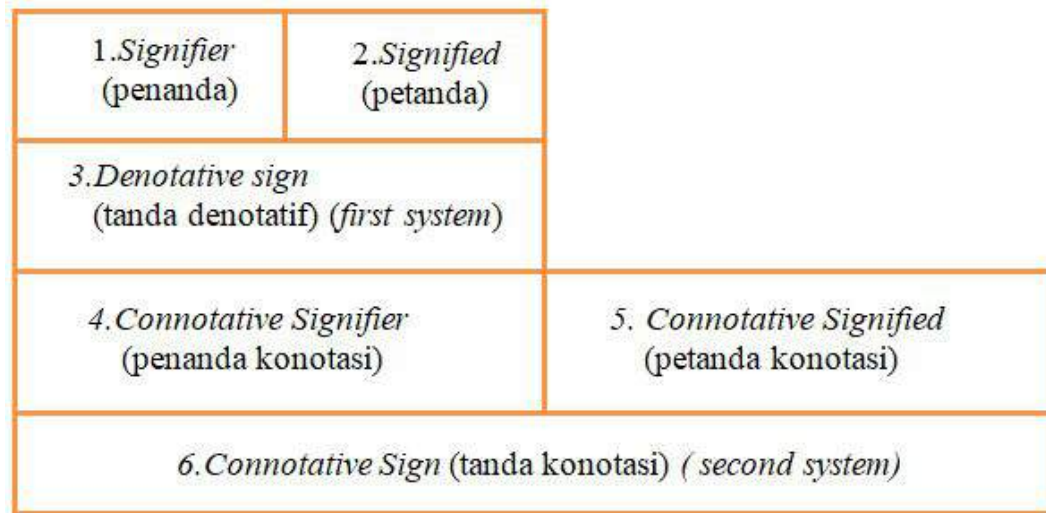 1.Signifier
(penanda)
2.Signified
(petanda)
3.Denotative sign
(tanda denotatif) (first system)
4.Connotative Signifier
(penanda konotasi)
5. Connotative Signified
(petanda konotasi)
6.Connotative Sign (tanda konotasi) ( second system)